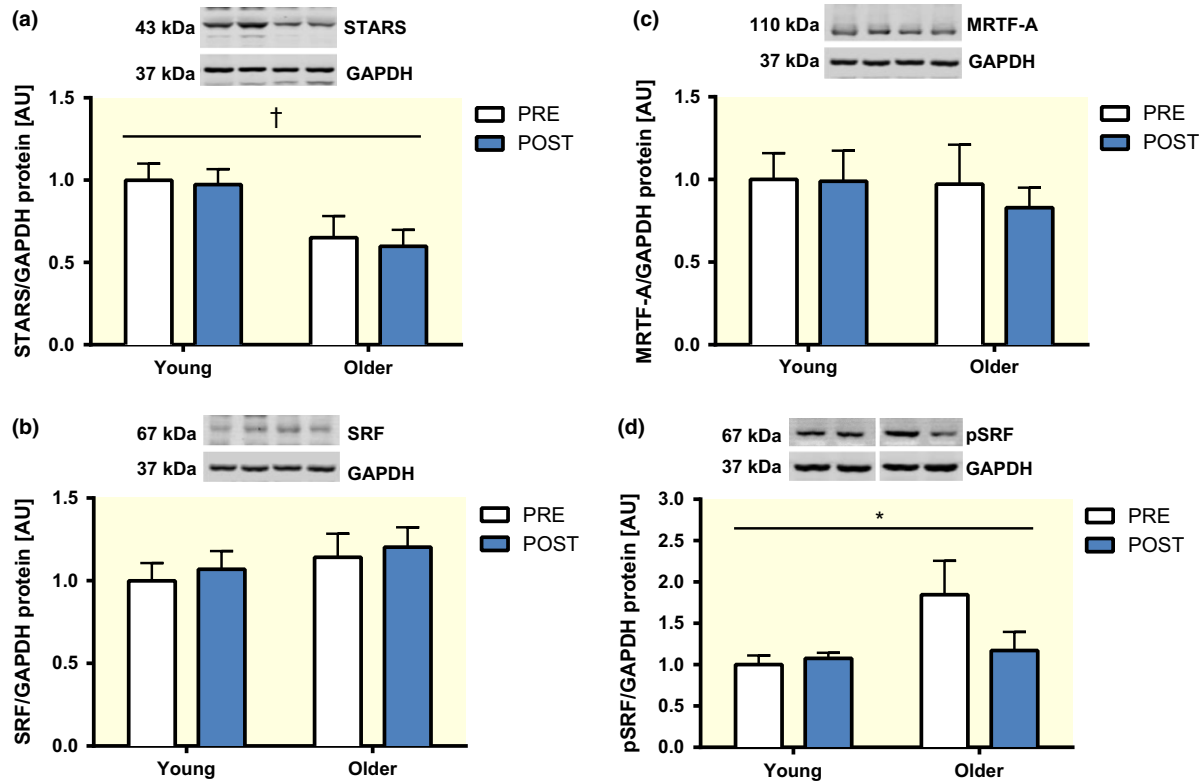 (a)
43 kDa
STARS
37 kDa
GAPDH
STARS/GAPDH protein [AU]
1.5
1.0
0.5
0.0
†
PRE
POST
Young
Older
(c)
110 kDa
MRTF-A
37 kDa
GAPDH
MRTF-A/GAPDH protein [AU]
1.5
1.0
0.5
0.0
PRE
POST
Young
Older
(b)
67 kDa
SRF
37 kDa
GAPDH
SRF/GAPDH protein [AU]
1.5
1.0
0.5
0.0
PRE
POST
Young
Older
(d)
67 kDa
pSRF
37 kDa
GAPDH
pSRF/GAPDH protein [AU]
3.0
2.5
2.0
1.5
1.0
0.5
0.0
*
PRE
POST
Young
Older